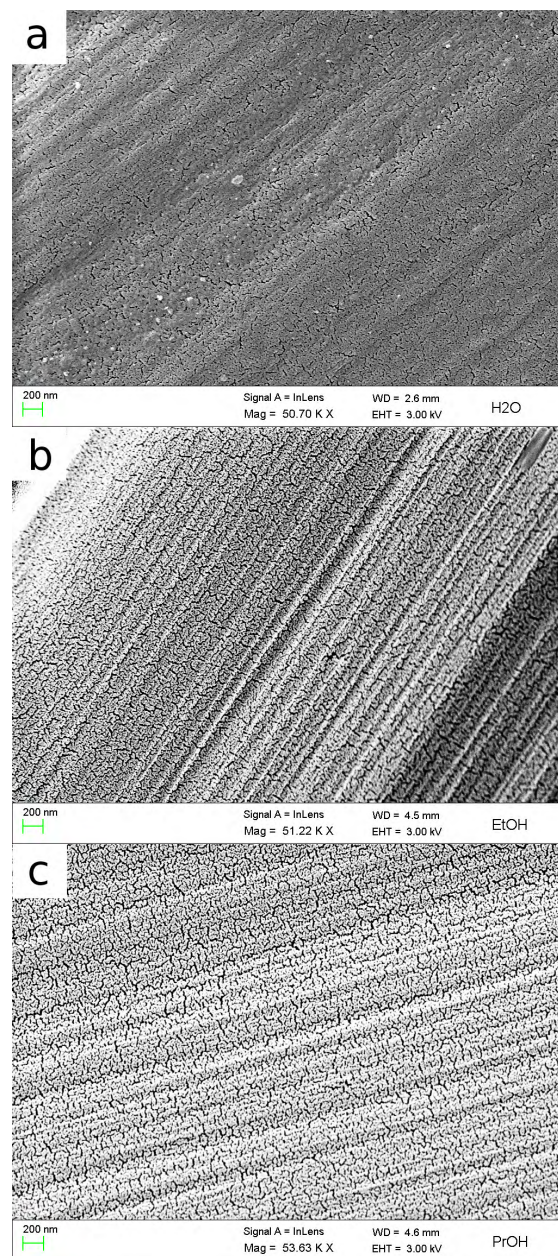 a
200 nm Signal A = InLens WD = 2.6 mm H2O
Mag = 50.70 K X EHT = 3.00 kV
b
200 nm Signal A = InLens WD = 4.5 mm EtOH
Mag = 51.22 K X EHT = 3.00 kV
c
200 nm Signal A = InLens WD = 4.6 mm PrOH
Mag = 53.63 K X EHT = 3.00 kV